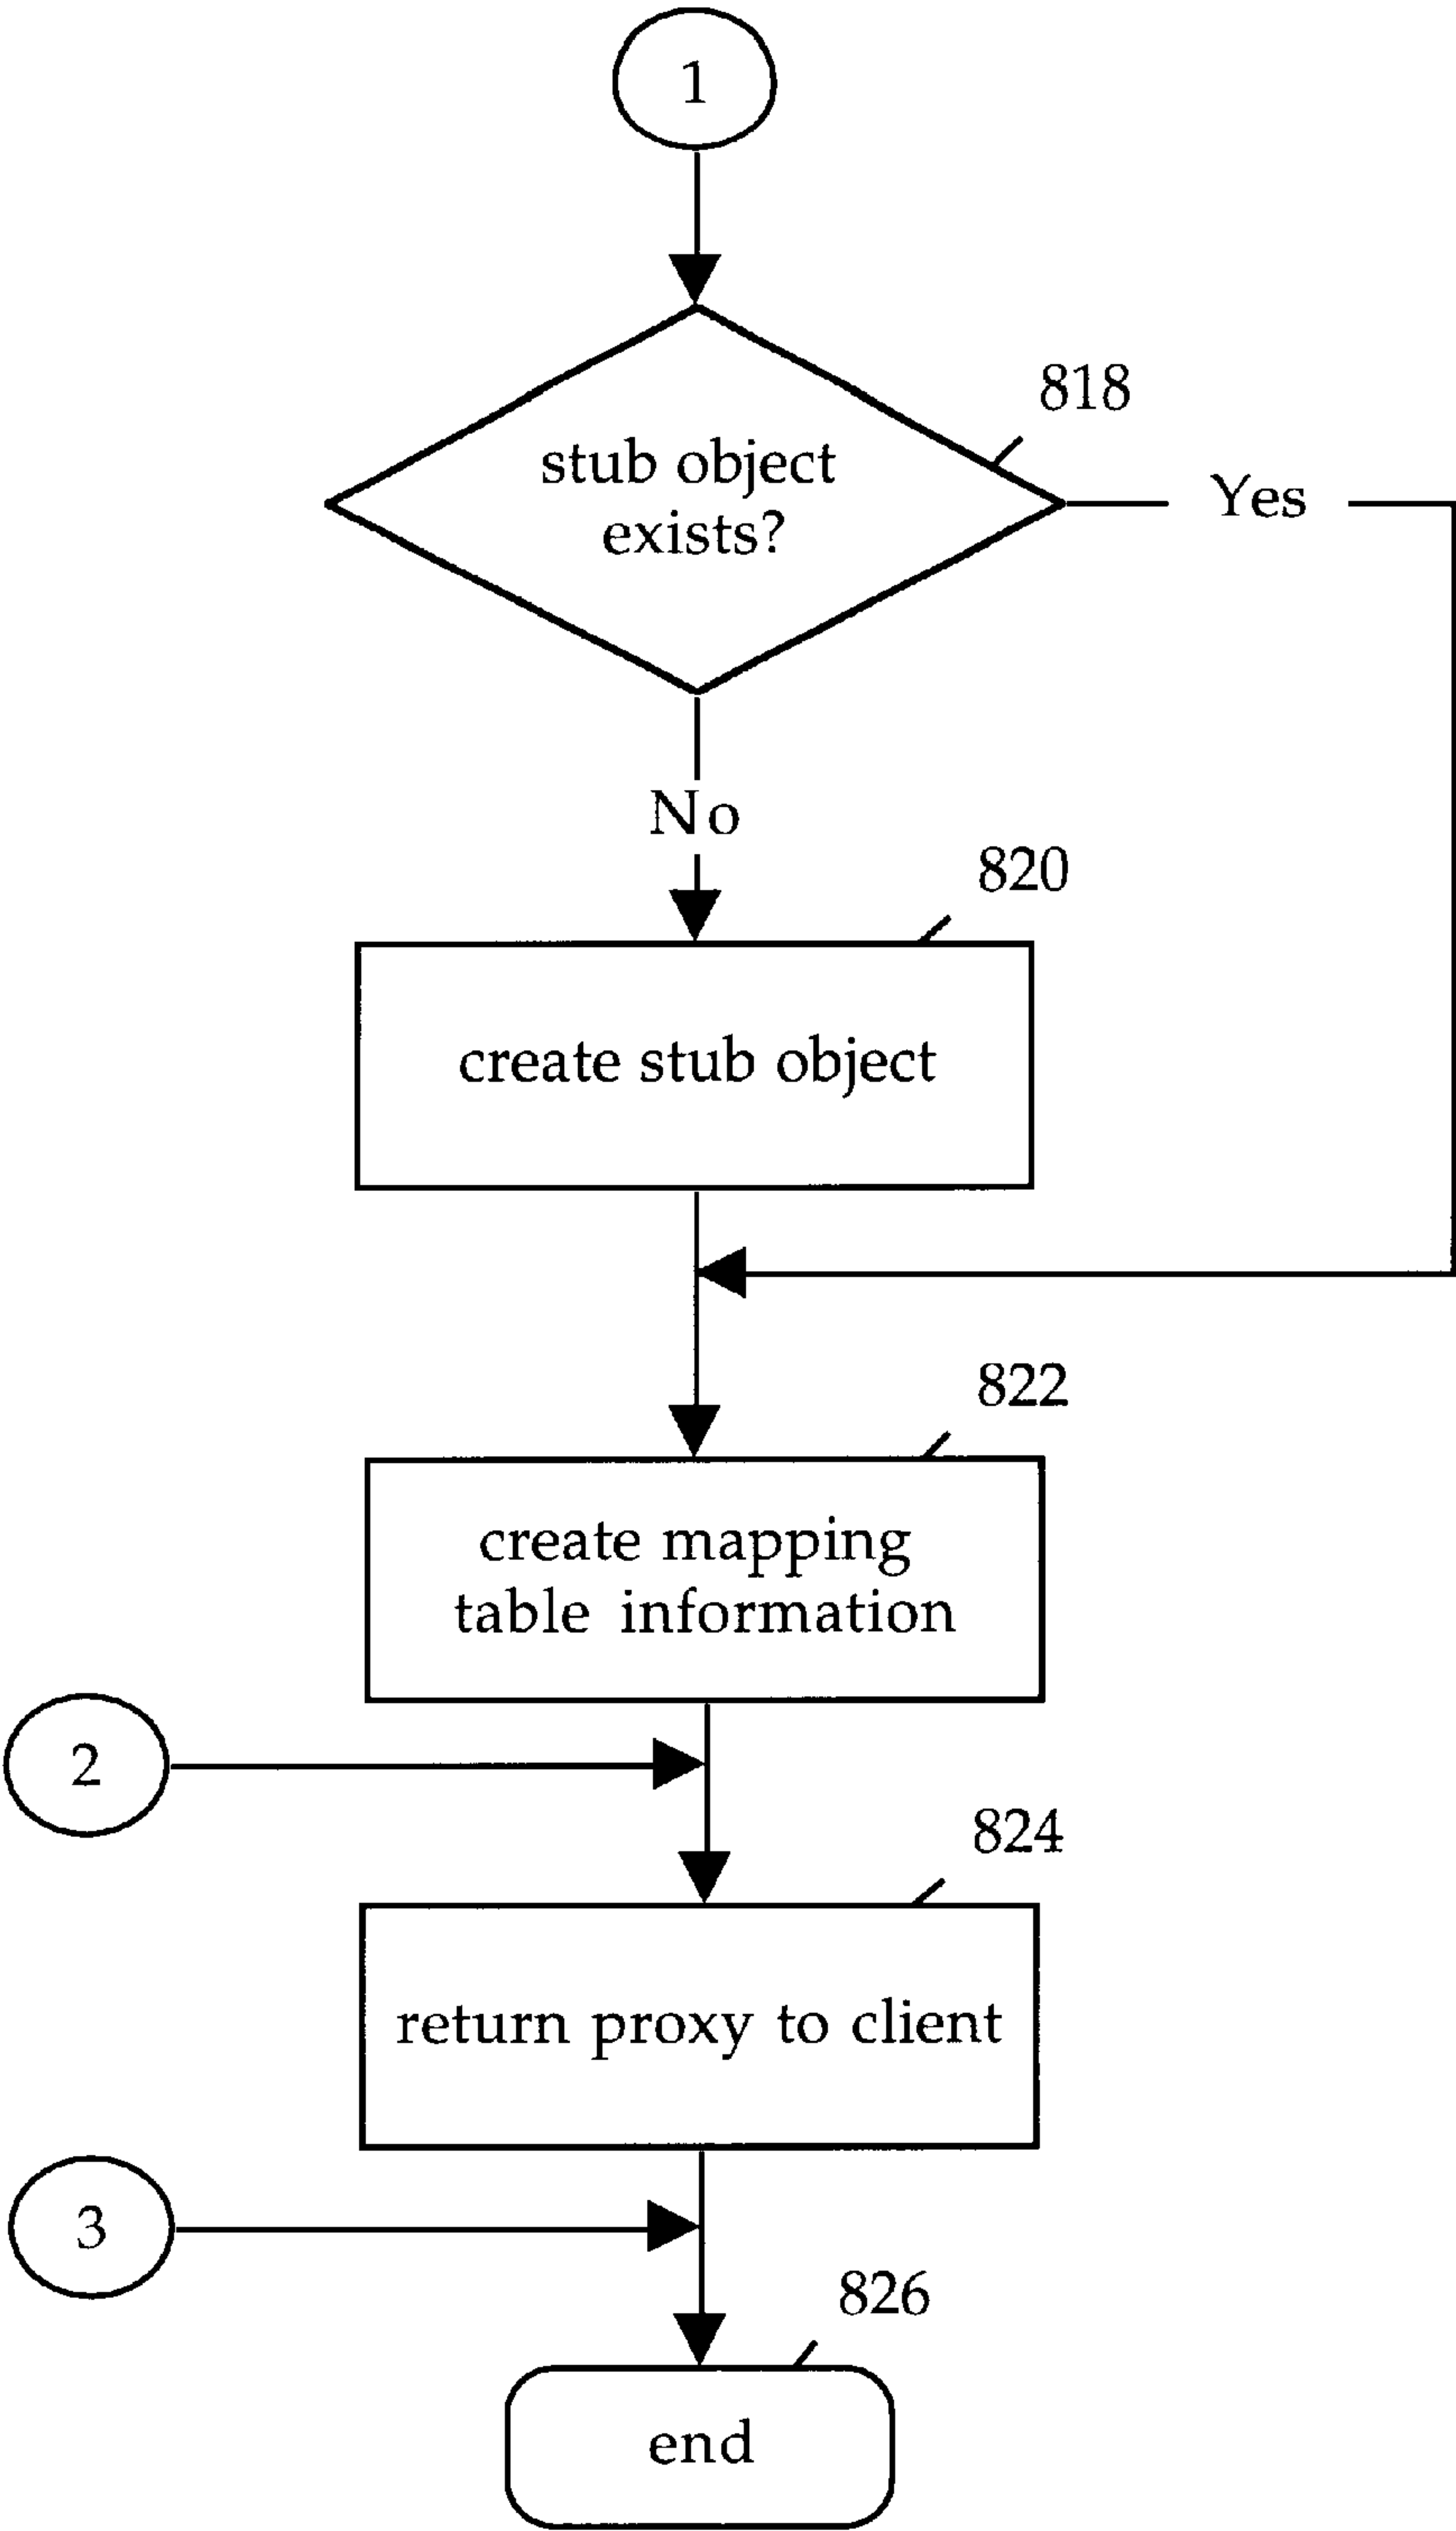 1
818
stub object
exists?
Yes
No
820
create stub object
822
create mapping
table information
2
824
return proxy to client
3
826
end